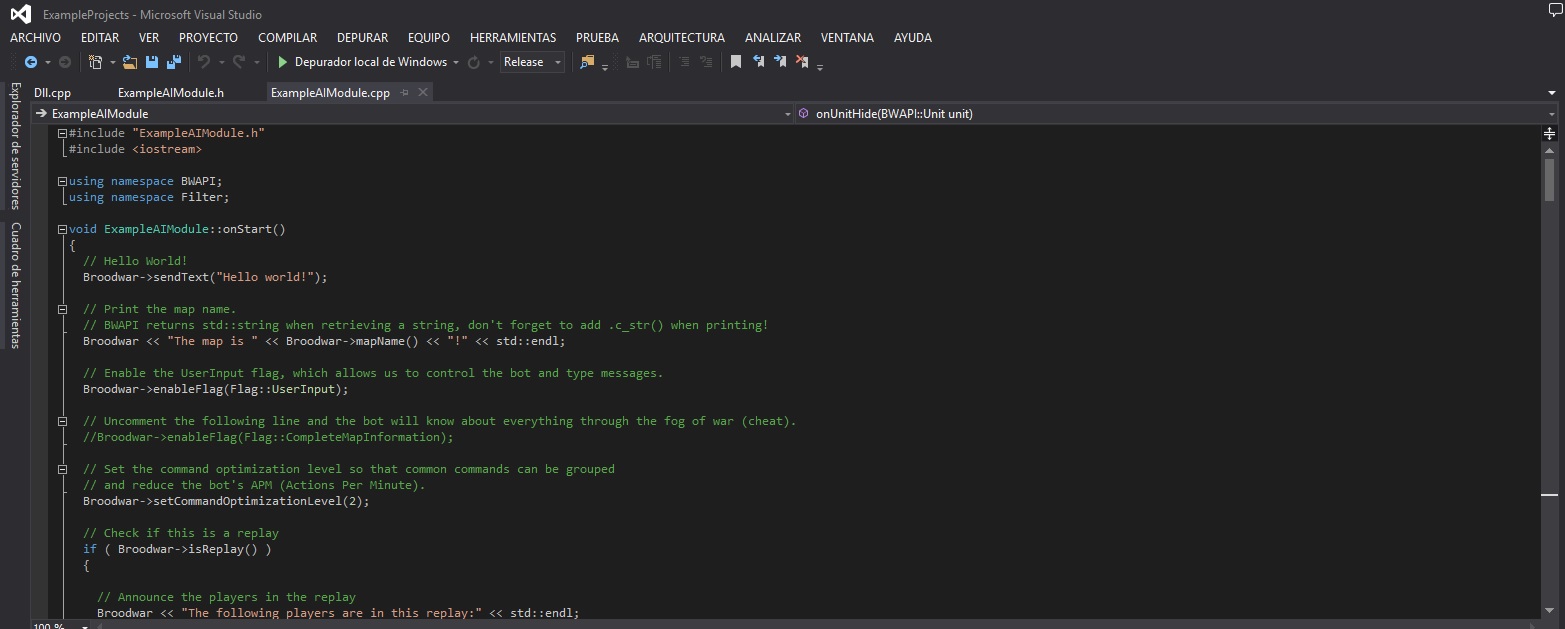 ExampleProjects - Microsoft Visual Studio
ARCHIVO EDITAR VER PROYECTO COMPILAR DEPURAR EQUIPO HERRAMIENTAS PRUEBA ARQUITECTURA ANALIZAR VENTANA AYUDA
Depurador local de Windows Release
Explorador de servidores
Cuadro de herramientas
Dll.cpp ExampleAIModule.h ExampleAIModule.cpp
ExampleAIModule onUnitHide(BWAPI::Unit unit)
#include "ExampleAIModule.h"
#include <iostream>
using namespace BWAPI;
using namespace Filter;
void ExampleAIModule::onStart()
{
// Hello World!
Broodwar->sendText("Hello world!");
// Print the map name.
// BWAPI returns std::string when retrieving a string, don't forget to add .c_str() when printing!
Broodwar << "The map is " << Broodwar->mapName() << "!" << std::endl;
// Enable the UserInput flag, which allows us to control the bot and type messages.
Broodwar->enableFlag(Flag::UserInput);
// Uncomment the following line and the bot will know about everything through the fog of war (cheat).
//Broodwar->enableFlag(Flag::CompleteMapInformation);
// Set the command optimization level so that common commands can be grouped
// and reduce the bot's APM (Actions Per Minute).
Broodwar->setCommandOptimizationLevel(2);
// Check if this is a replay
if ( Broodwar->isReplay() )
{
// Announce the players in the replay
Broodwar << "The following players are in this replay:" << std::endl;
100 %